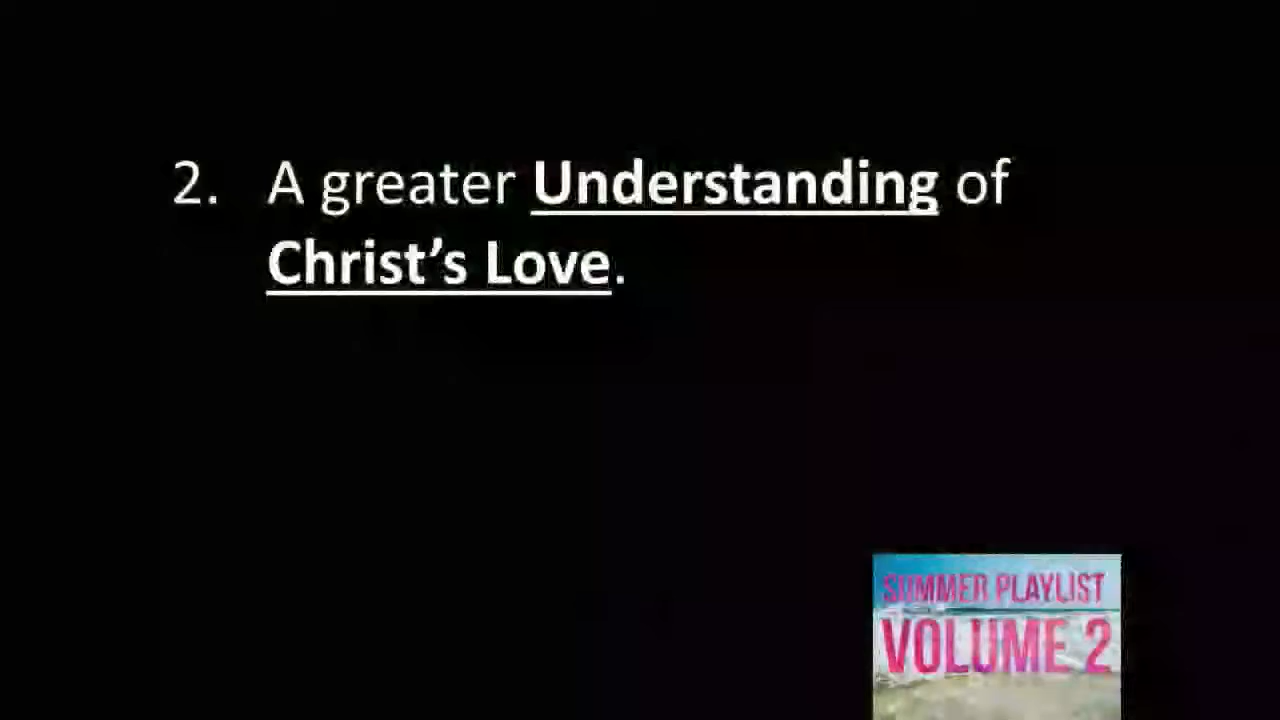 2. A greater Understanding of
Christ’s Love.
SUMMER PLAYLIST
VOLUME 2